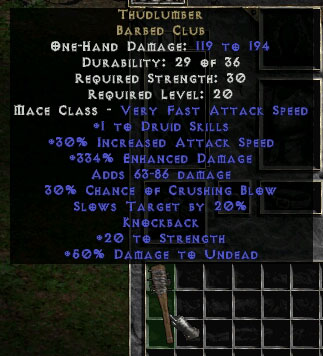 Thudlumber
Barbed Club
One-Hand Damage: 119 to 194
Durability: 29 of 36
Required Strength: 30
Required Level: 20
Mace Class - Very Fast Attack Speed
+1 to Druid Skills
+30% Increased Attack Speed
+334% Enhanced Damage
Adds 63-86 damage
30% Chance of Crushing Blow
Slows Target by 20%
Knockback
+20 to Strength
+50% Damage to Undead